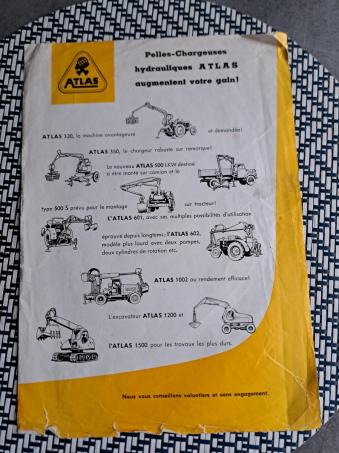 ATLAS
Pelles-Chargeuses
hydrauliques ATLAS
augmentent votre gain!
ATLAS 320, la machine avantageuse et demandée!
ATLAS 350, le chargeur robuste sur remorque!
Le nouveau ATLAS 500 LKW destiné
a être monté sur camion et le
type 500 S prévu pour le montage sur tracteur!
L'ATLAS 601, avec ses multiples possibilités d'utilisation
éprouvé depuis longtemps; l'ATLAS 602,
modèle plus lourd avec deux pompes,
deux cylindres de rotation etc.
ATLAS 1002 au rendement efficace!
L'excavateur ATLAS 1200 et
l'ATLAS 1500 pour les travaux les plus durs.
Nous vous conseillons volontiers et sans engagement.